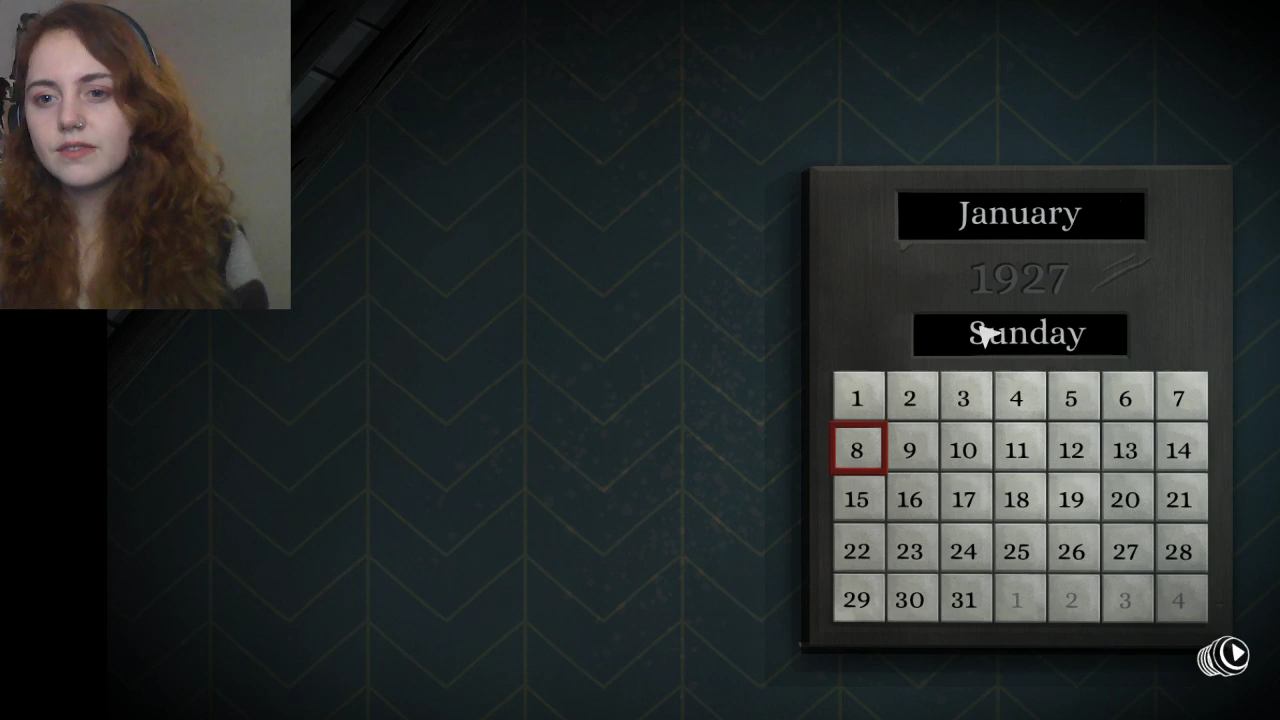 January
1927
Sunday
1 2 3 4 5 6 7
8 9 10 11 12 13 14
15 16 17 18 19 20 21
22 23 24 25 26 27 28
29 30 31 1 2 3 4